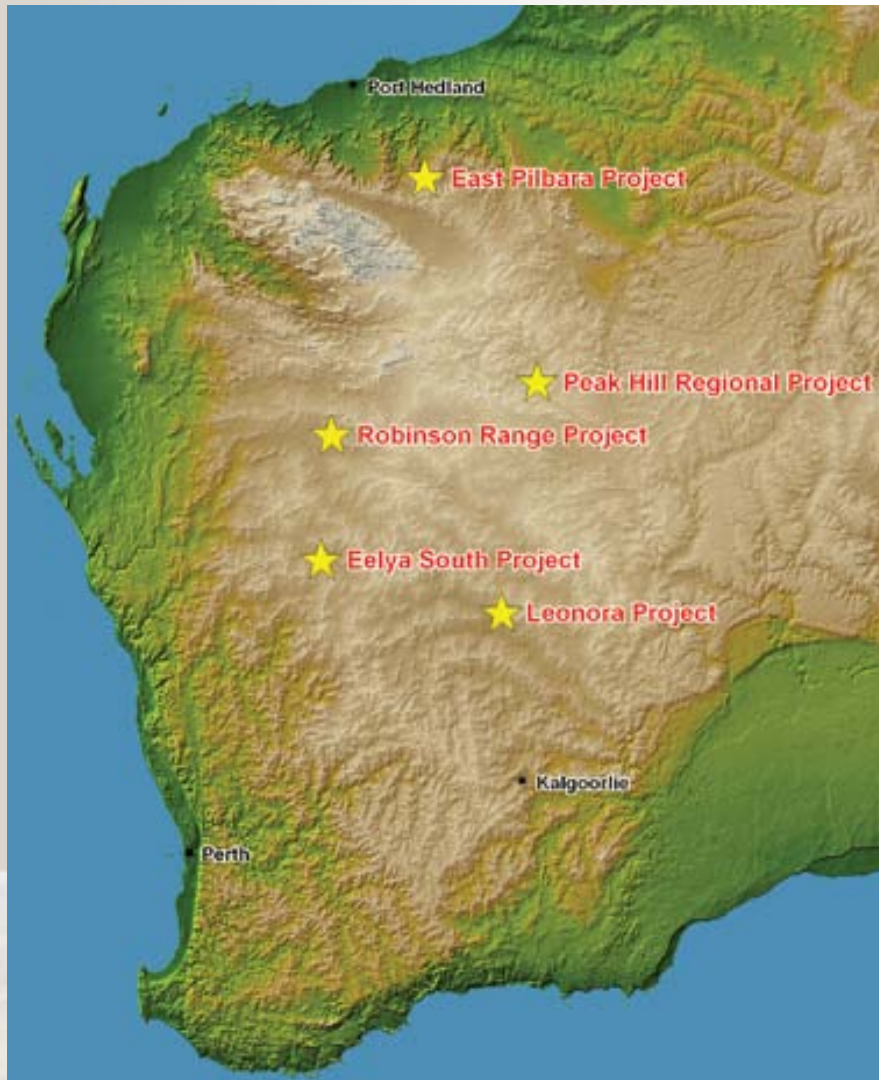 Port Hedland
East Pilbara Project
Peak Hill Regional Project
Robinson Range Project
Eelya South Project
Leonora Project
Kalgoorlie
Perth